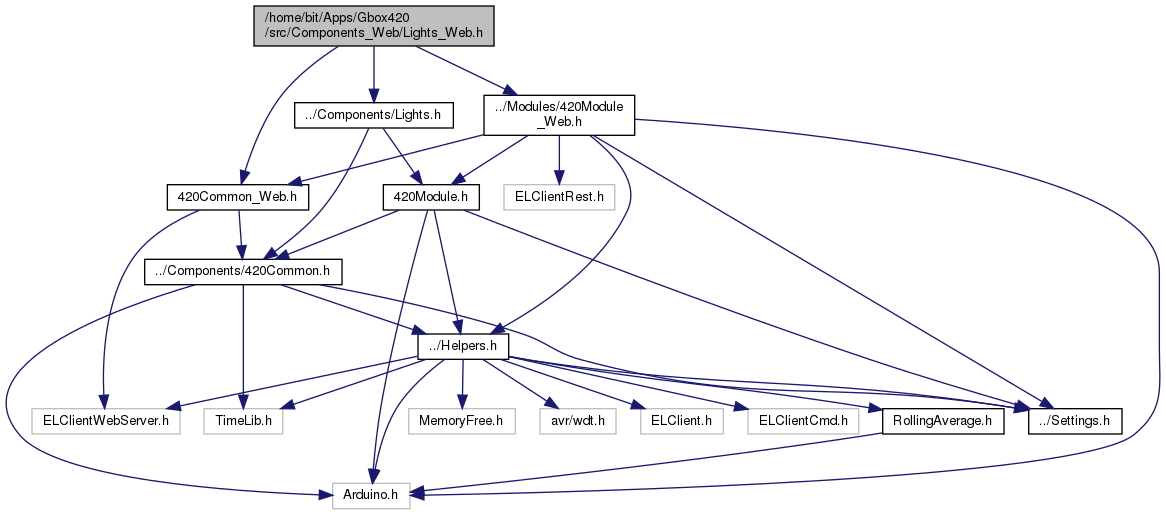 /home/bit/Apps/Gbox420
/src/Components_Web/Lights_Web.h
../Components/Lights.h
../Modules/420Module
_Web.h
420Common_Web.h
420Module.h
ELClientRest.h
../Components/420Common.h
../Helpers.h
ELClientWebServer.h
TimeLib.h
MemoryFree.h
avr/wdt.h
ELClient.h
ELClientCmd.h
RollingAverage.h
../Settings.h
Arduino.h